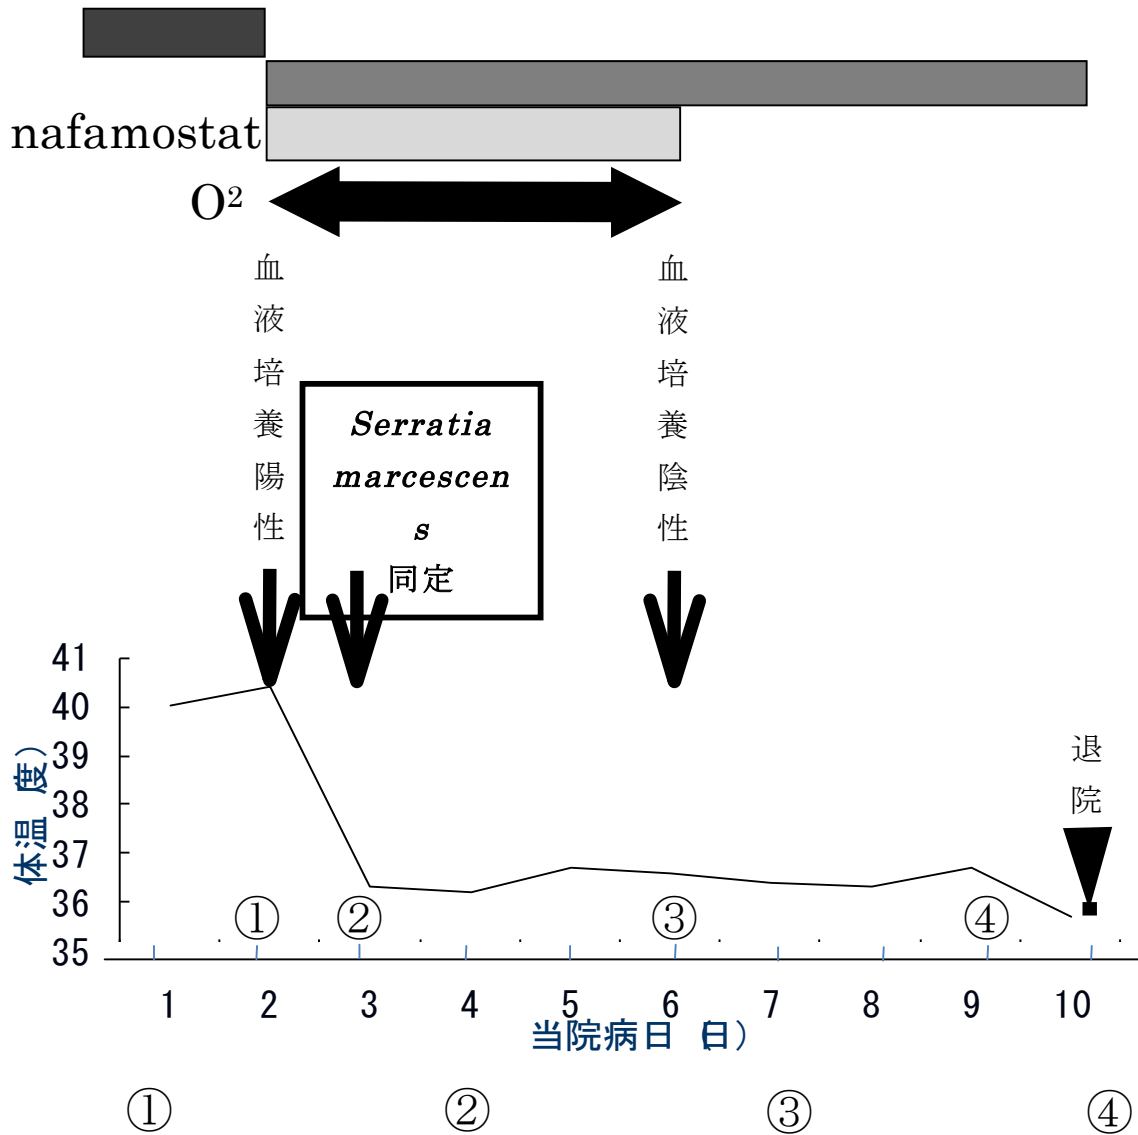 nafamostat
O²
血液培養陽性
Serratia
marcescen
s
同定
血液培養陰性
41
40
39
38
37
36
35
体温 度）
退院
① ② ③ ④
1 2 3 4 5 6 7 8 9 10
当院病日（日）
① ② ③ ④